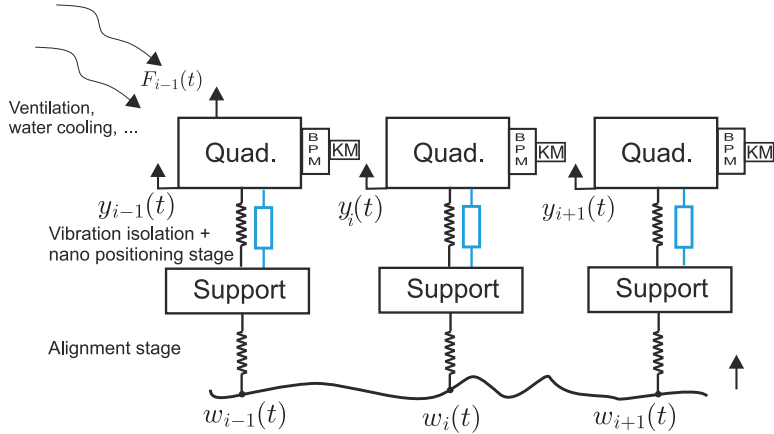 F_{i−1}(t)
Ventilation,
water cooling, ...
Quad. BPM KM
Quad. BPM KM
Quad. BPM KM
y_{i−1}(t) y_i(t) y_{i+1}(t)
Vibration isolation +
nano positioning stage
Support Support Support
Alignment stage
w_{i−1}(t) w_i(t) w_{i+1}(t)